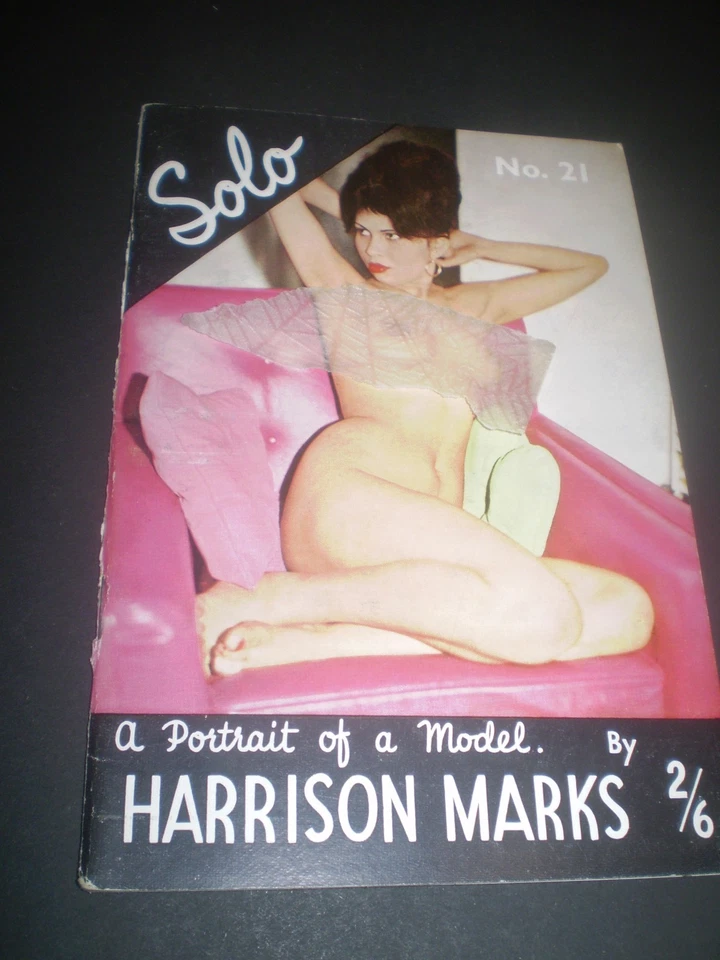 Solo
No. 21
A Portrait of a Model. By
HARRISON MARKS 2/6